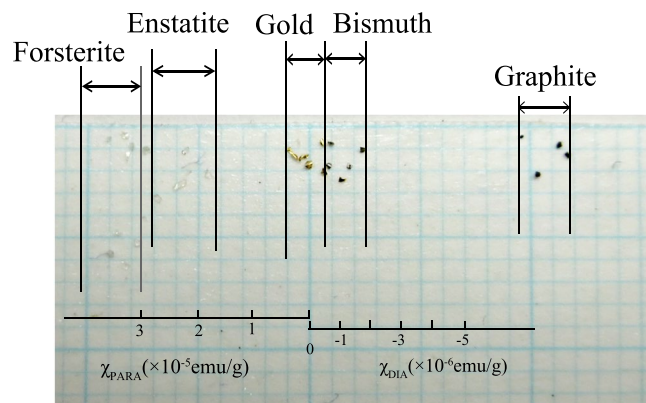 Enstatite
Gold
Bismuth
Forsterite
Graphite
3 2 1
0 -1 -3 -5
χPARA(×10-5emu/g)
χDIA(×10-6emu/g)